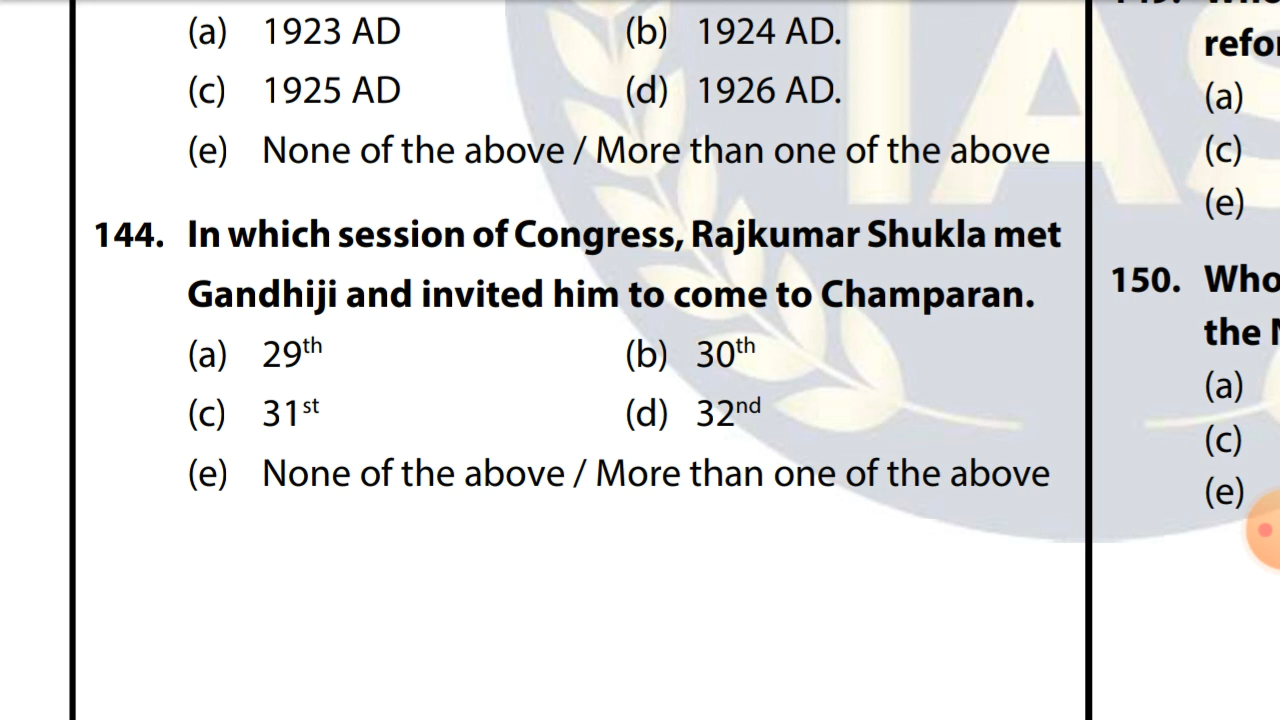 (a) 1923 AD (b) 1924 AD.
(c) 1925 AD (d) 1926 AD.
(e) None of the above / More than one of the above
144. In which session of Congress, Rajkumar Shukla met
Gandhiji and invited him to come to Champaran.
(a) 29th (b) 30th
(c) 31st (d) 32nd
(e) None of the above / More than one of the above
IAS
(a)
(c)
(e)
150. Who
the
(a)
(c)
(e)